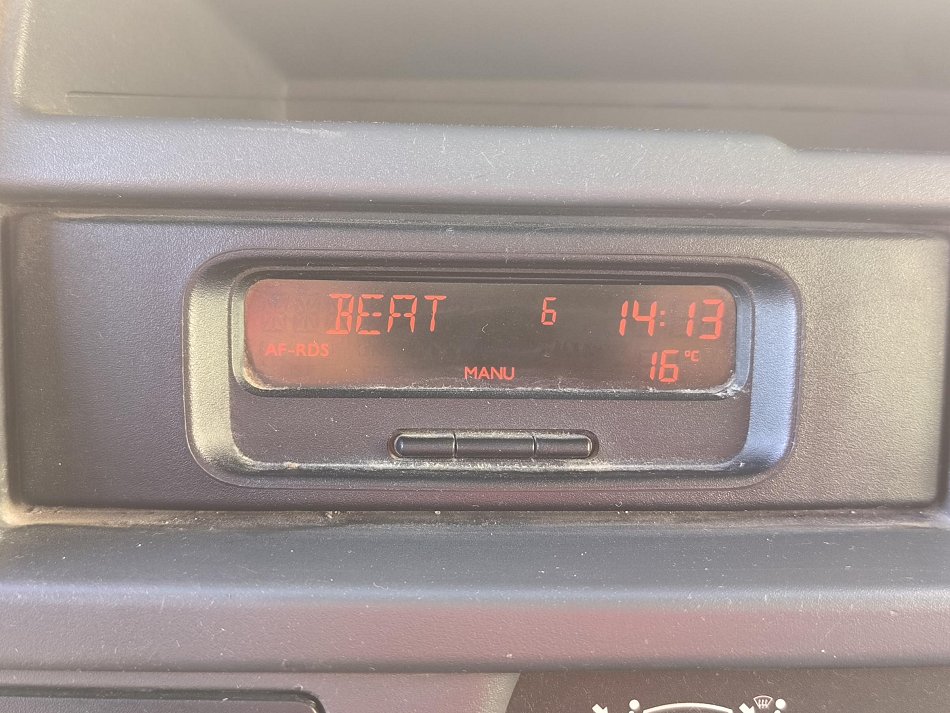 BEAT 6 14:13
AF-RDS
MANU 16 °C